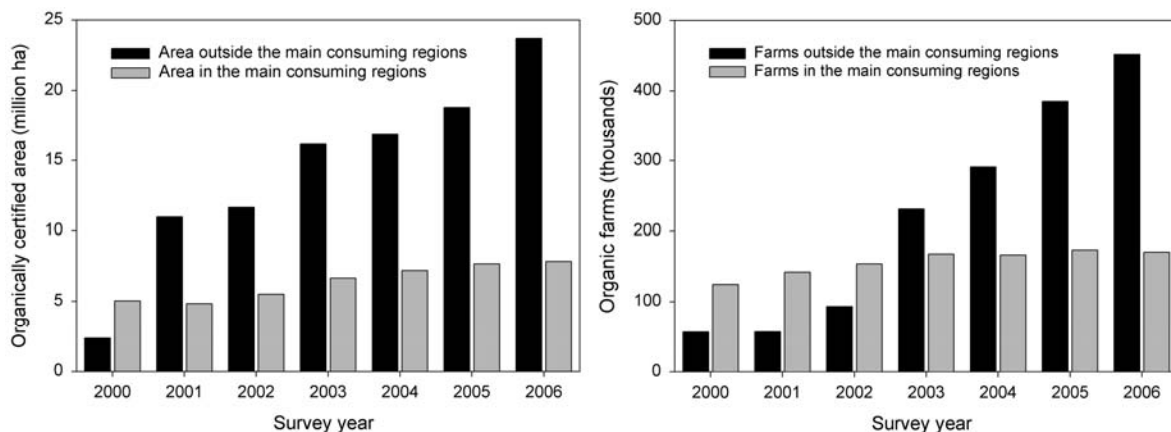 Organically certified area (million ha)
25
20
15
10
5
0
Area outside the main consuming regions
Area in the main consuming regions
2000 2001 2002 2003 2004 2005 2006
Survey year
Organic farms (thousands)
500
400
300
200
100
0
Farms outside the main consuming regions
Farms in the main consuming regions
2000 2001 2002 2003 2004 2005 2006
Survey year